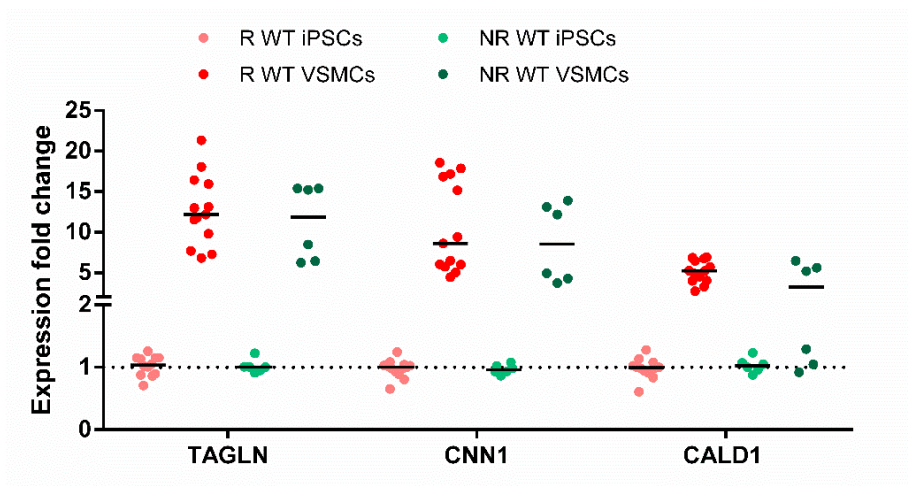 R WT iPSCs NR WT iPSCs
R WT VSMCs NR WT VSMCs
Expression fold change
25
20
15
10
5
2
1
0
TAGLN CNN1 CALD1